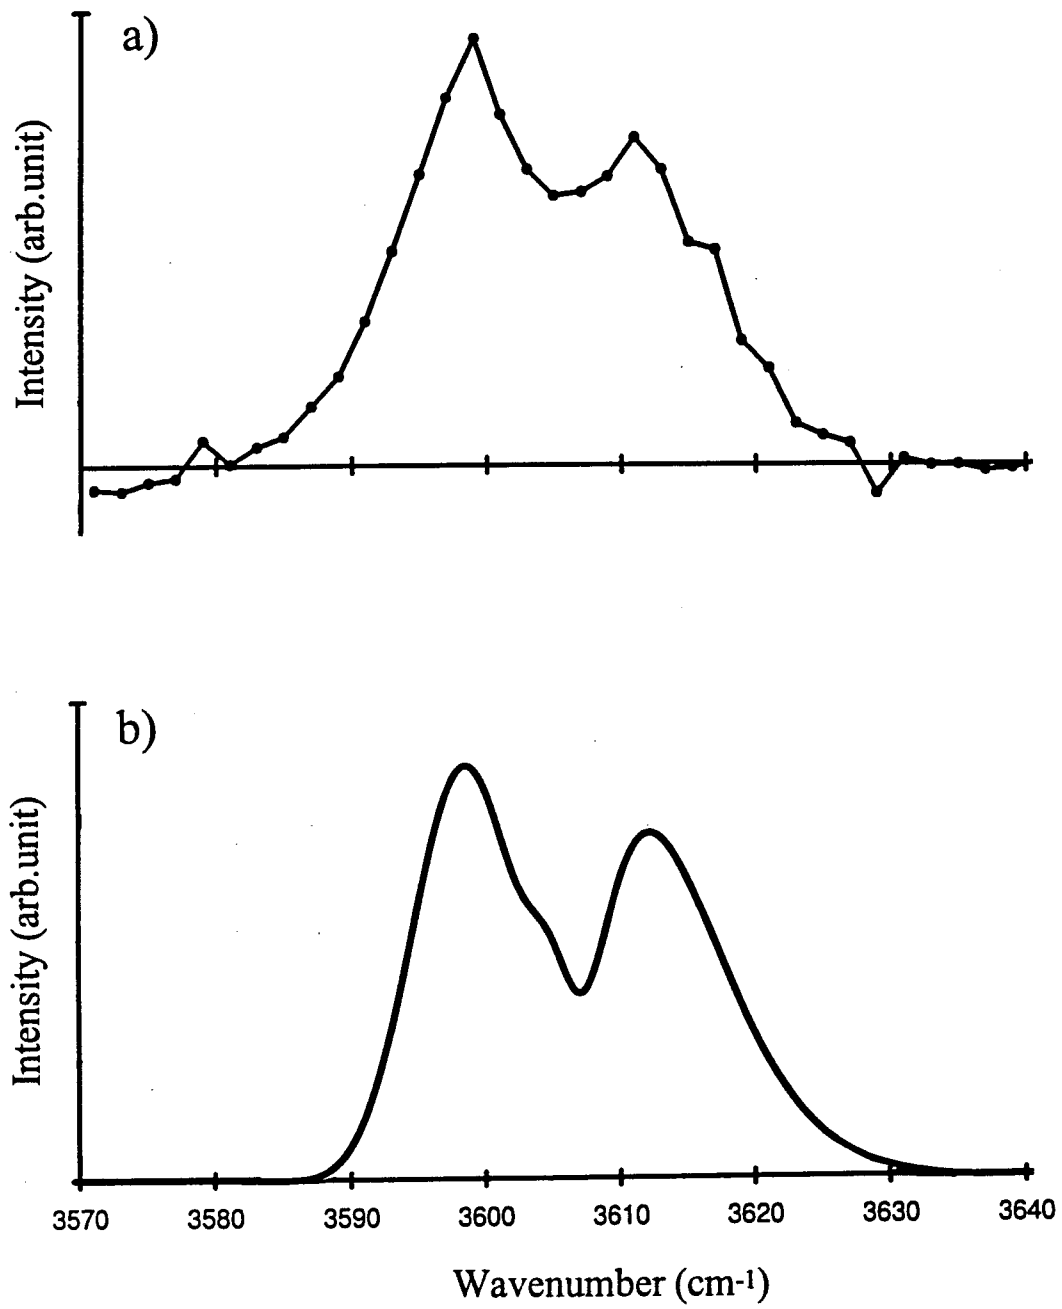 a)
Intensity (arb.unit)
b)
Intensity (arb.unit)
3570 3580 3590 3600 3610 3620 3630 3640
Wavenumber (cm-1)